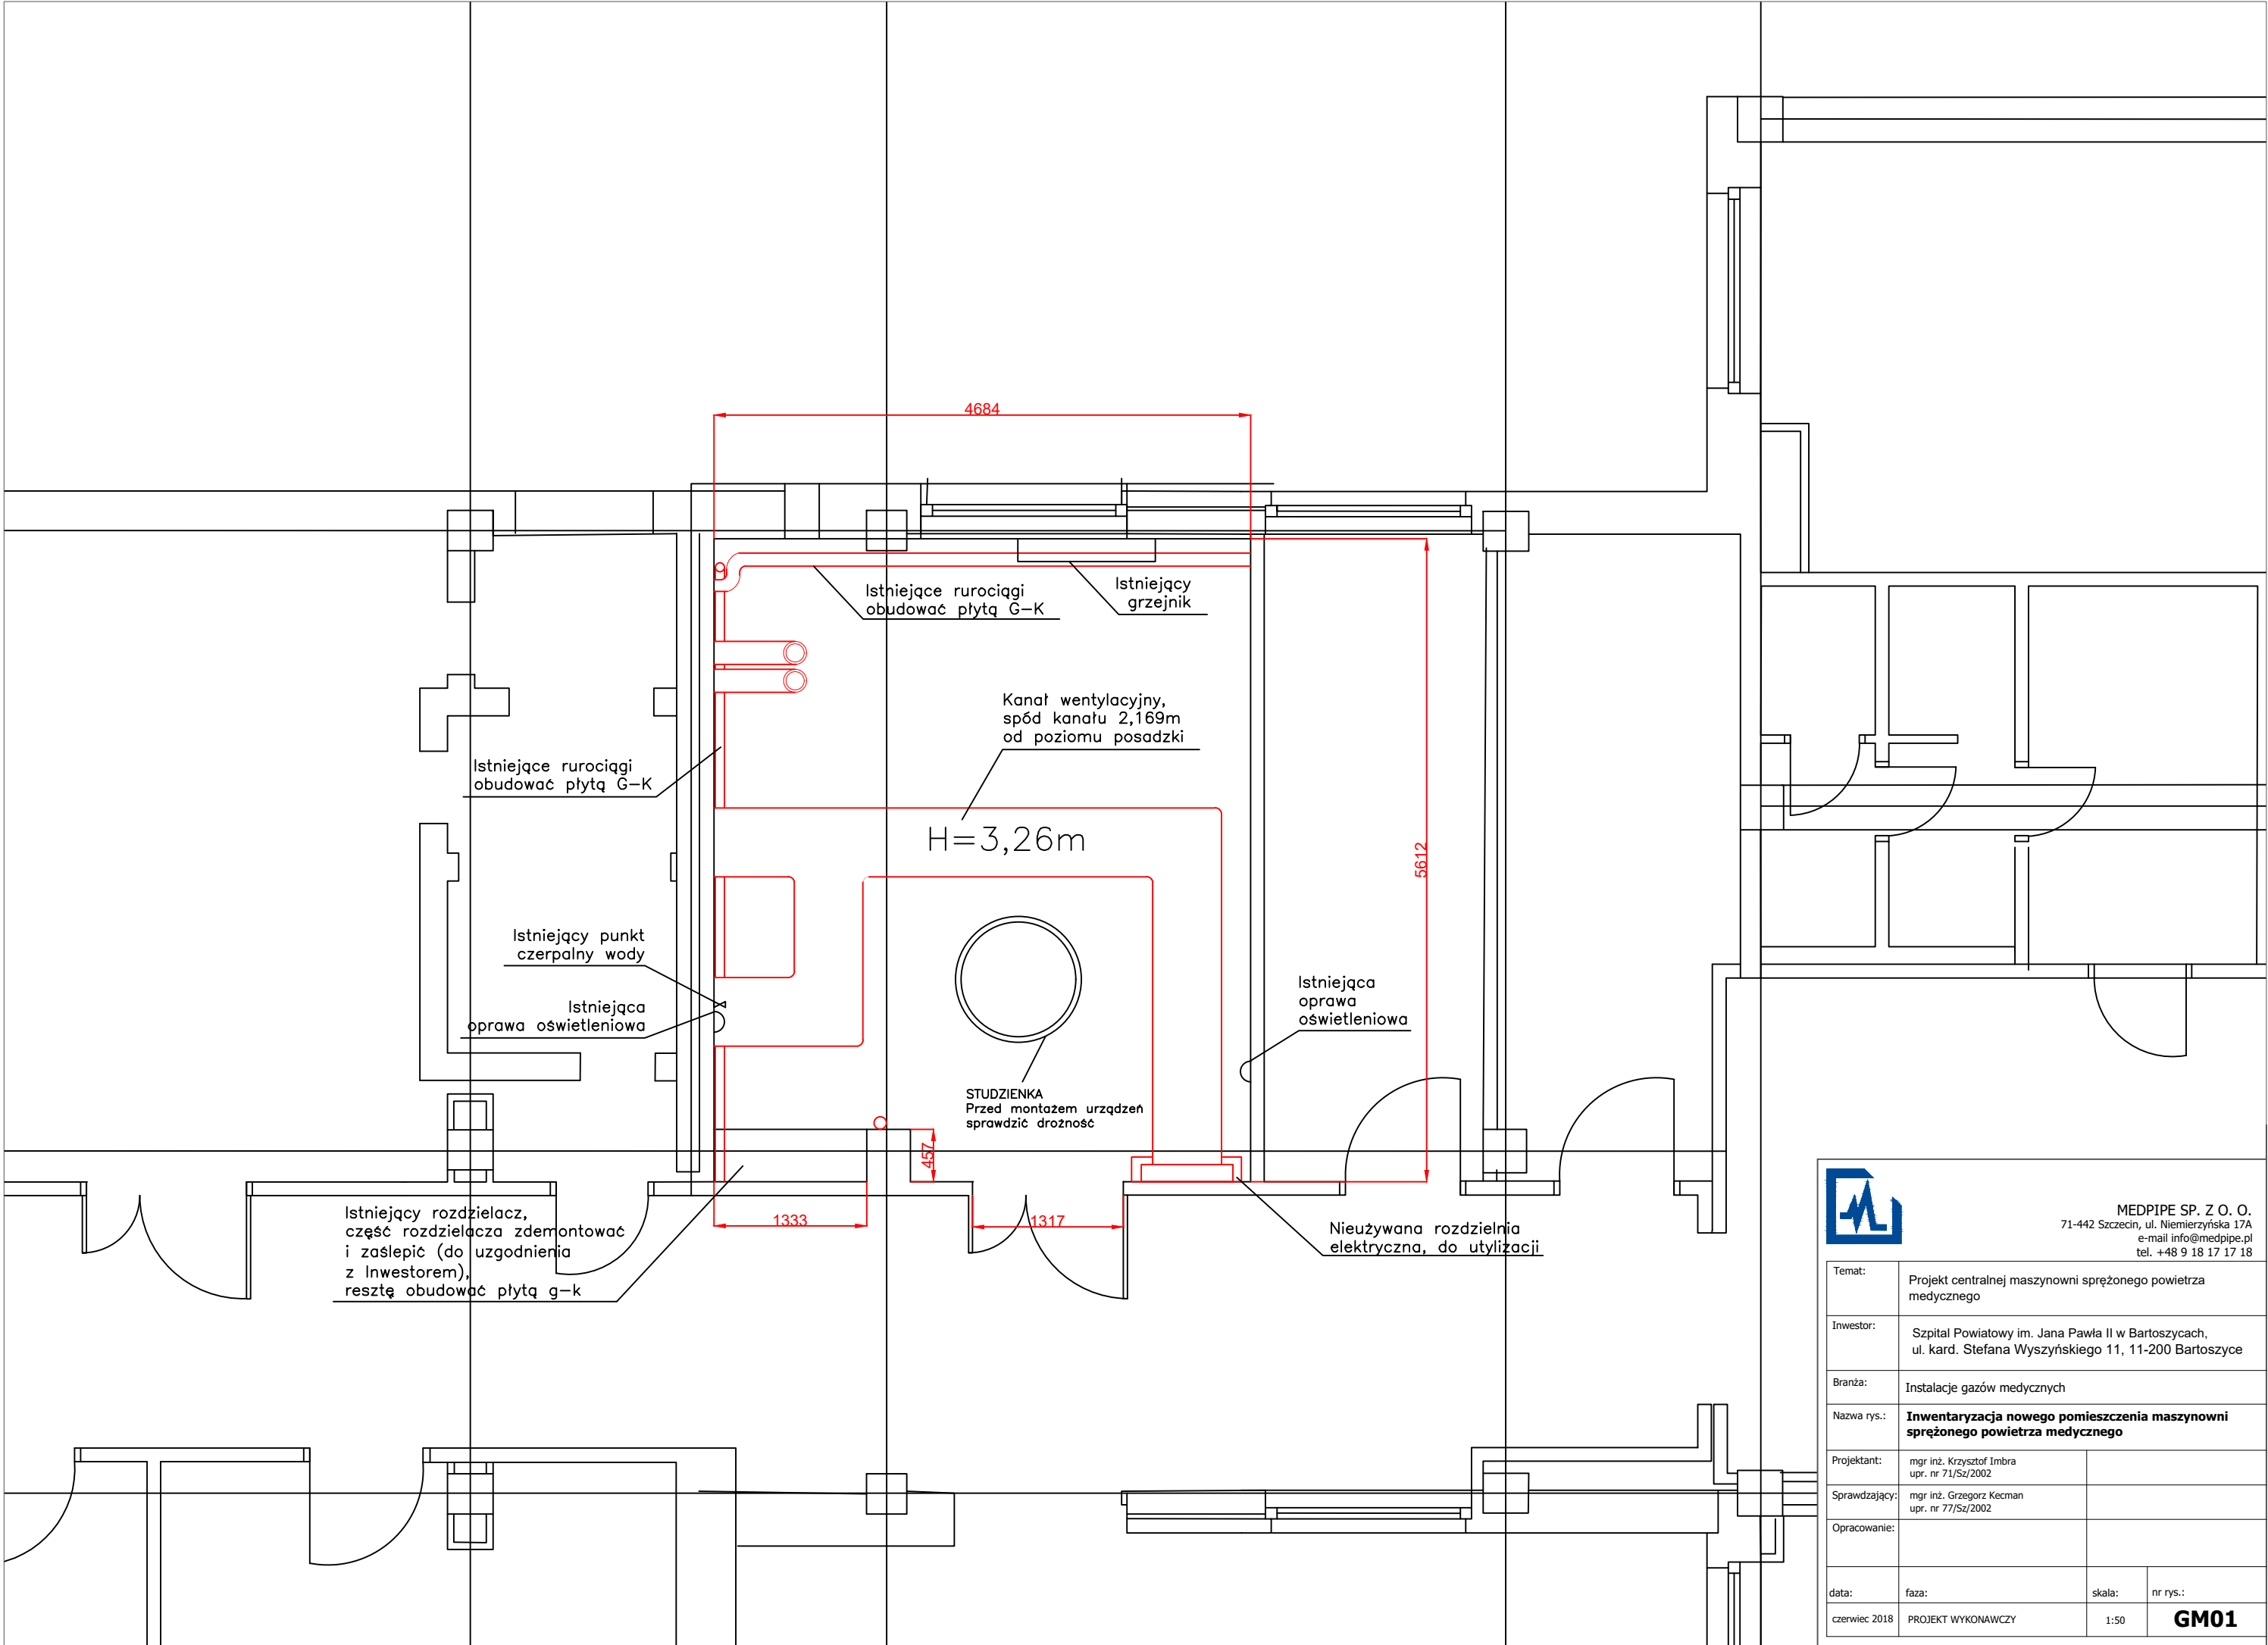 4684
Istniejące rurociągi
obudować płytą G–K
Istniejący
grzejnik
Kanał wentylacyjny,
spód kanału 2,169m
od poziomu posadzki
Istniejące rurociągi
obudować płytą G–K
H=3,26m
5612
Istniejący punkt
czerpalny wody
Istniejąca
oprawa oświetleniowa
Istniejąca
oprawa
oświetleniowa
STUDZIENKA
Przed montażem urządzeń
sprawdzić drożność
457
1333
1317
Istniejący rozdzielacz,
część rozdzielacza zdemontować
i zaślepić (do uzgodnienia
z Inwestorem),
resztę obudować płytą g–k
Nieużywana rozdzielnia
elektryczna, do utylizacji
MEDPIPE SP. Z O. O.
71-442 Szczecin, ul. Niemierzyńska 17A
e-mail info@medpipe.pl
tel. +48 9 18 17 17 18
Temat:
Projekt centralnej maszynowni sprężonego powietrza
medycznego
Inwestor:
Szpital Powiatowy im. Jana Pawła II w Bartoszycach,
ul. kard. Stefana Wyszyńskiego 11, 11-200 Bartoszyce
Branża:
Instalacje gazów medycznych
Nazwa rys.:
Inwentaryzacja nowego pomieszczenia maszynowni
sprężonego powietrza medycznego
Projektant:
mgr inż. Krzysztof Imbra
upr. nr 71/Sz/2002
Sprawdzający:
mgr inż. Grzegorz Kecman
upr. nr 77/Sz/2002
Opracowanie:
data: faza: skala: nr rys.:
czerwiec 2018 PROJEKT WYKONAWCZY 1:50 GM01